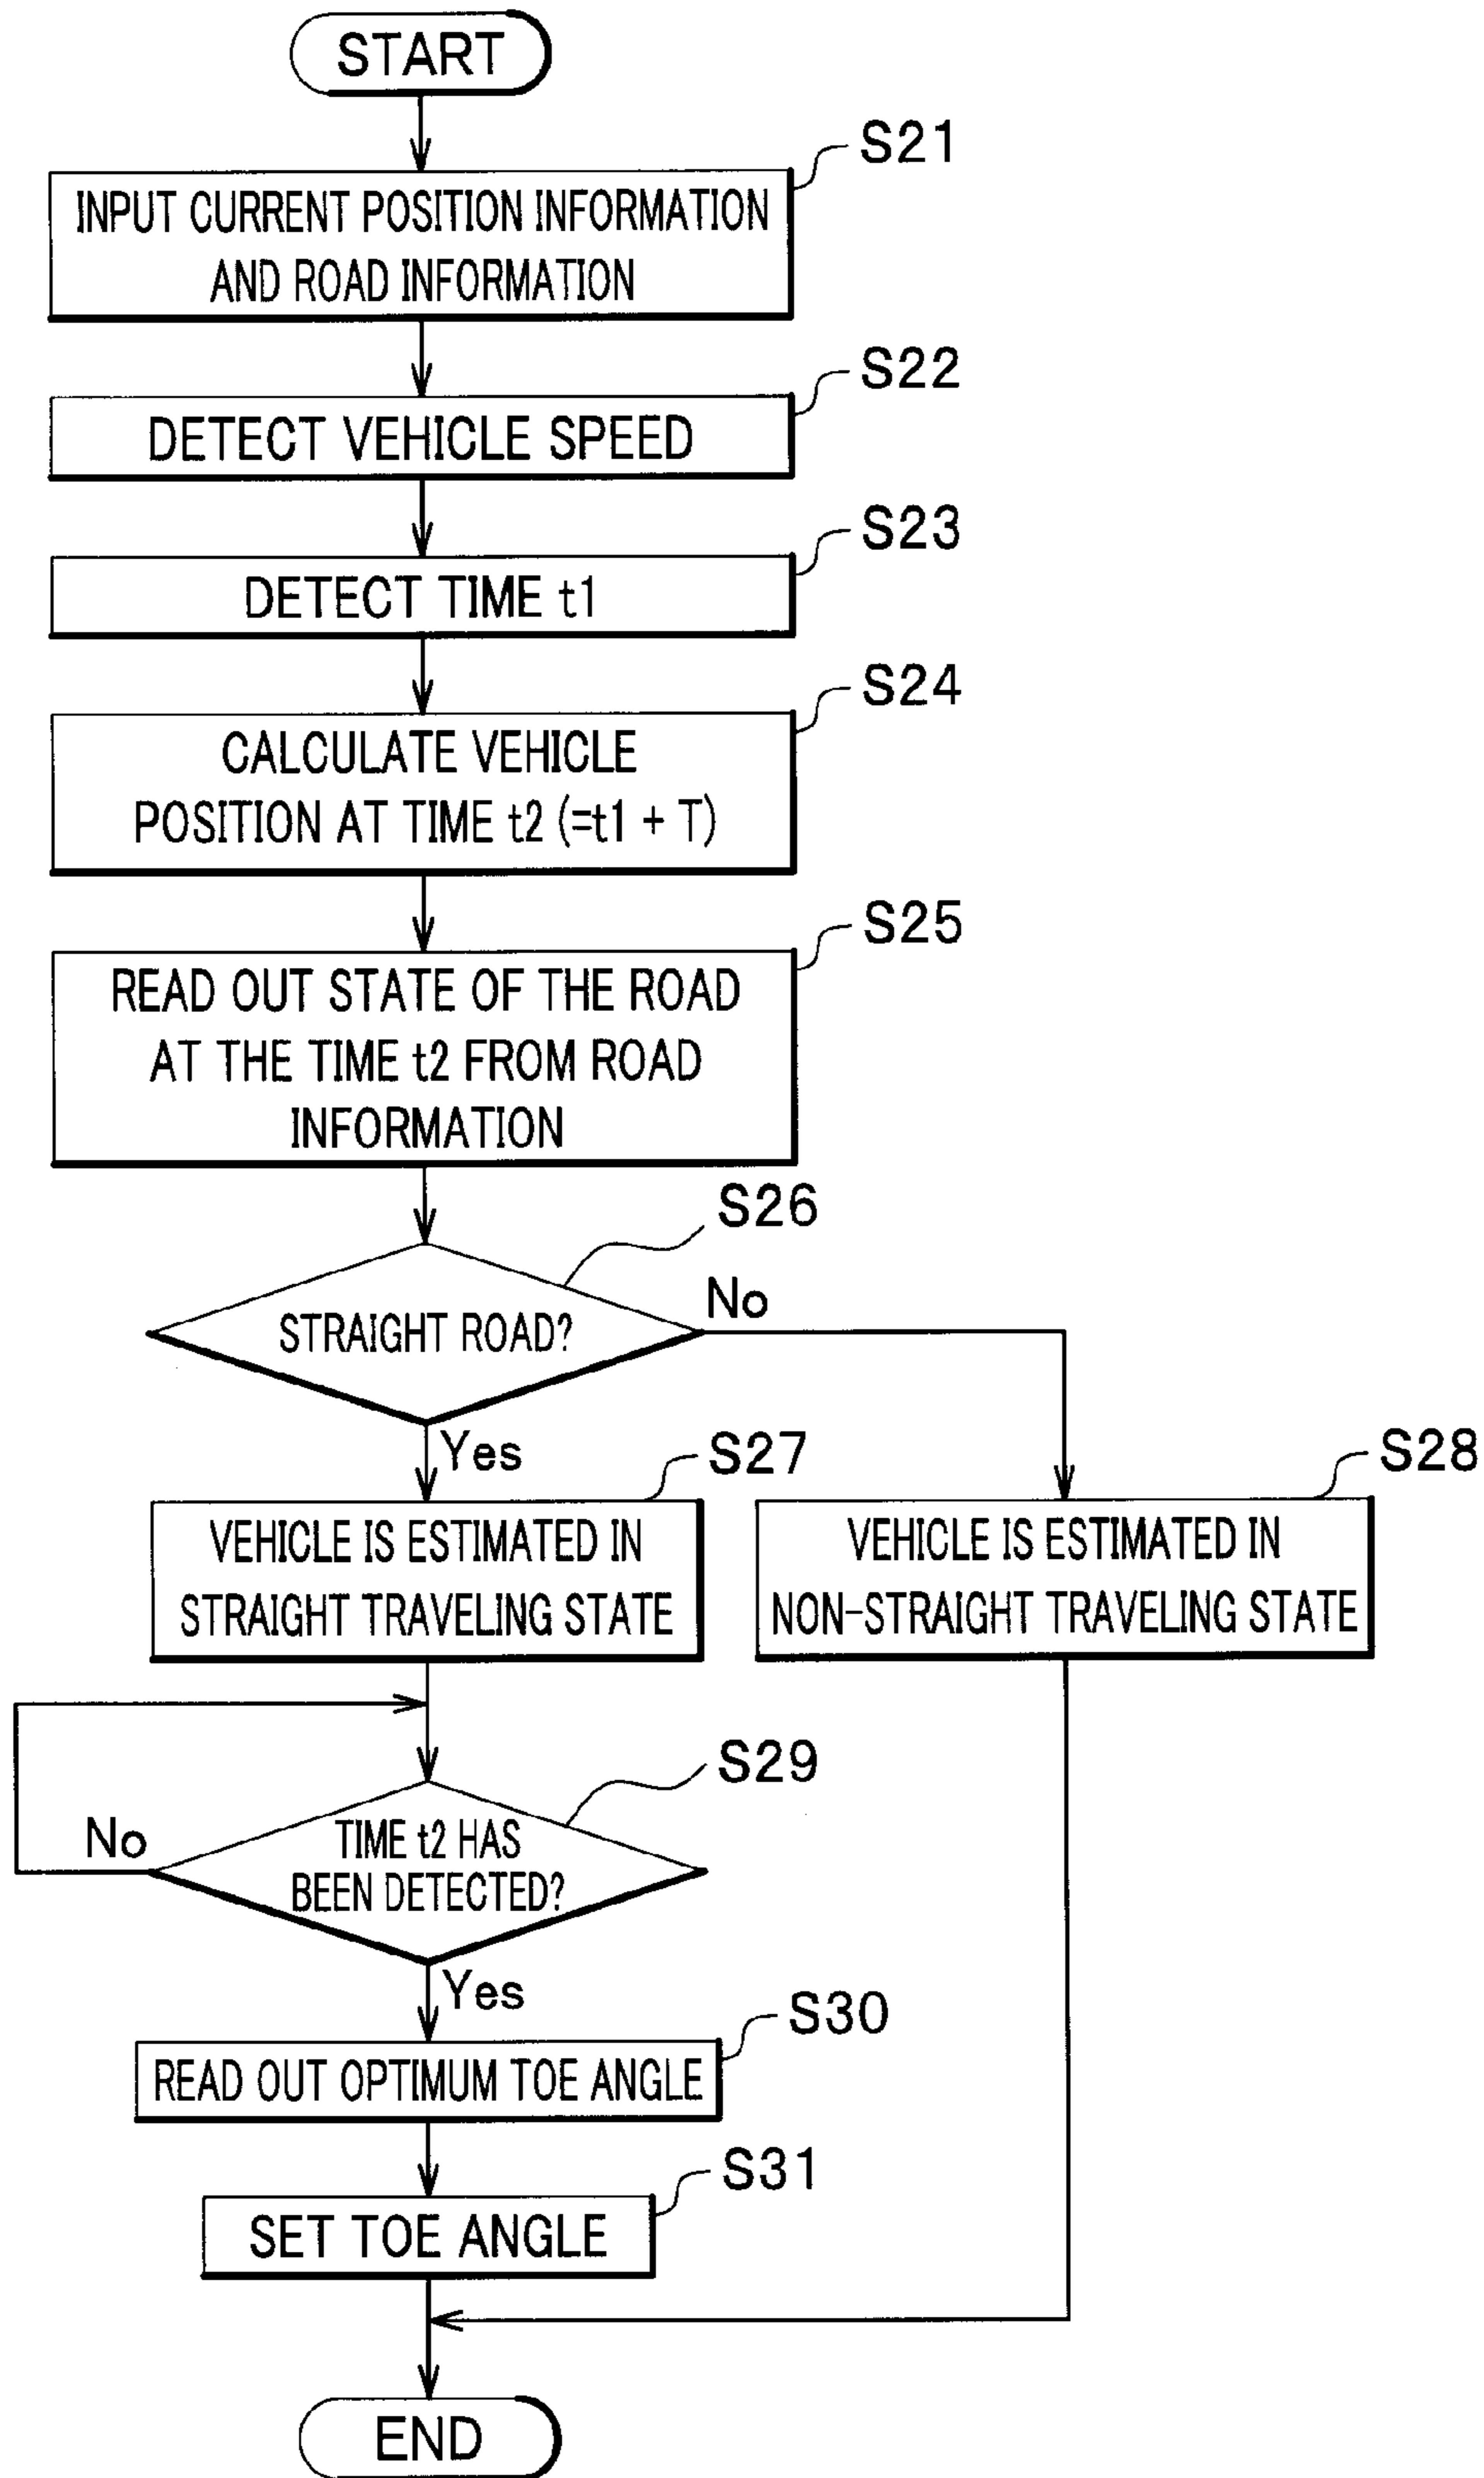 START
S21
INPUT CURRENT POSITION INFORMATION
AND ROAD INFORMATION
S22
DETECT VEHICLE SPEED
S23
DETECT TIME t1
S24
CALCULATE VEHICLE
POSITION AT TIME t2 (=t1 + T)
S25
READ OUT STATE OF THE ROAD
AT THE TIME t2 FROM ROAD
INFORMATION
S26
STRAIGHT ROAD?
No
Yes
S27
VEHICLE IS ESTIMATED IN
STRAIGHT TRAVELING STATE
S28
VEHICLE IS ESTIMATED IN
NON-STRAIGHT TRAVELING STATE
S29
TIME t2 HAS
BEEN DETECTED?
No
Yes
S30
READ OUT OPTIMUM TOE ANGLE
S31
SET TOE ANGLE
END